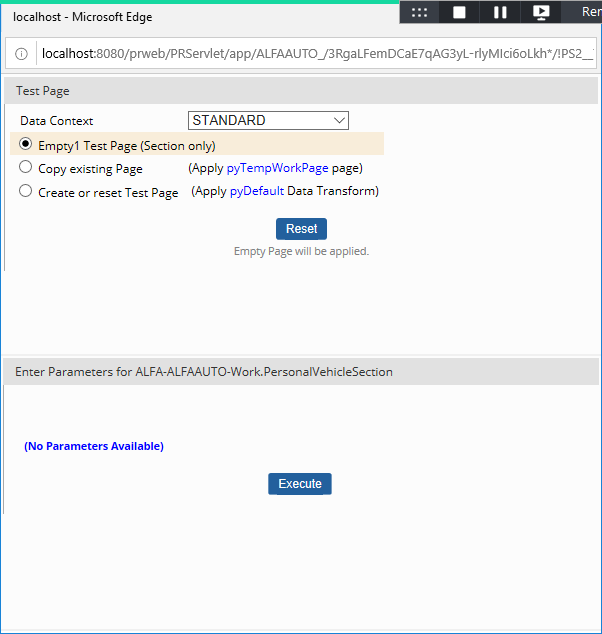 localhost - Microsoft Edge
Rer
localhost:8080/prweb/PRServlet/app/ALFAAUTO_/3RgaLFemDCaE7qAG3yL-rlyMIci6oLkh*/!PS2__
Test Page
Data Context STANDARD
Empty1 Test Page (Section only)
Copy existing Page (Apply pyTempWorkPage page)
Create or reset Test Page (Apply pyDefault Data Transform)
Reset
Empty Page will be applied.
Enter Parameters for ALFA-ALFAAUTO-Work.PersonalVehicleSection
(No Parameters Available)
Execute